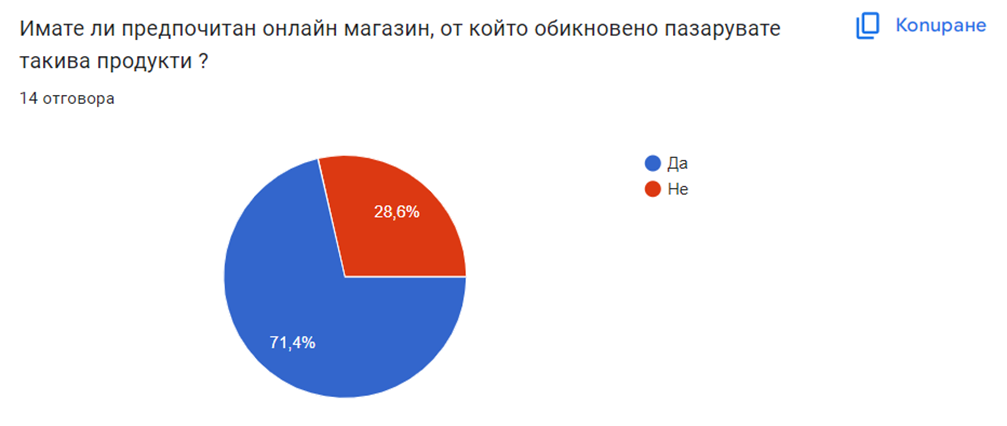 Имате ли предпочитан онлайн магазин, от който обикновено пазарувате
такива продукти ?
Копиране
14 отговора
Да
Не
28,6%
71,4%